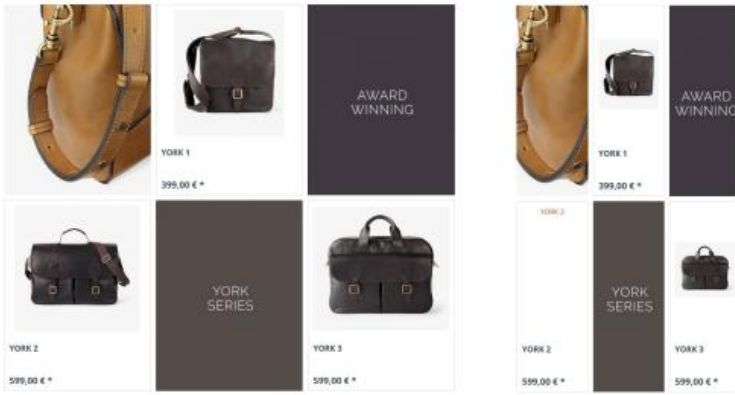 YORK 1
399,00 € *
AWARD
WINNING
YORK 2
599,00 € *
YORK
SERIES
YORK 3
599,00 € *
YORK 1
399,00 € *
AWARD
WINNING
YORK 2
YORK 2
599,00 € *
YORK
SERIES
YORK 3
599,00 € *